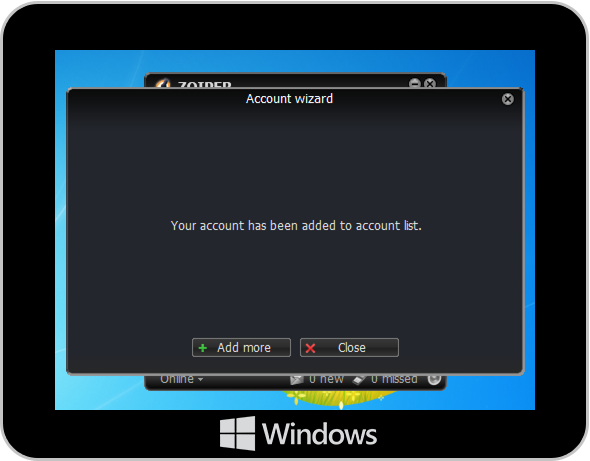 ZOIPER
Account wizard
Your account has been added to account list.
Add more
Close
Online
0 new
0 missed
Windows